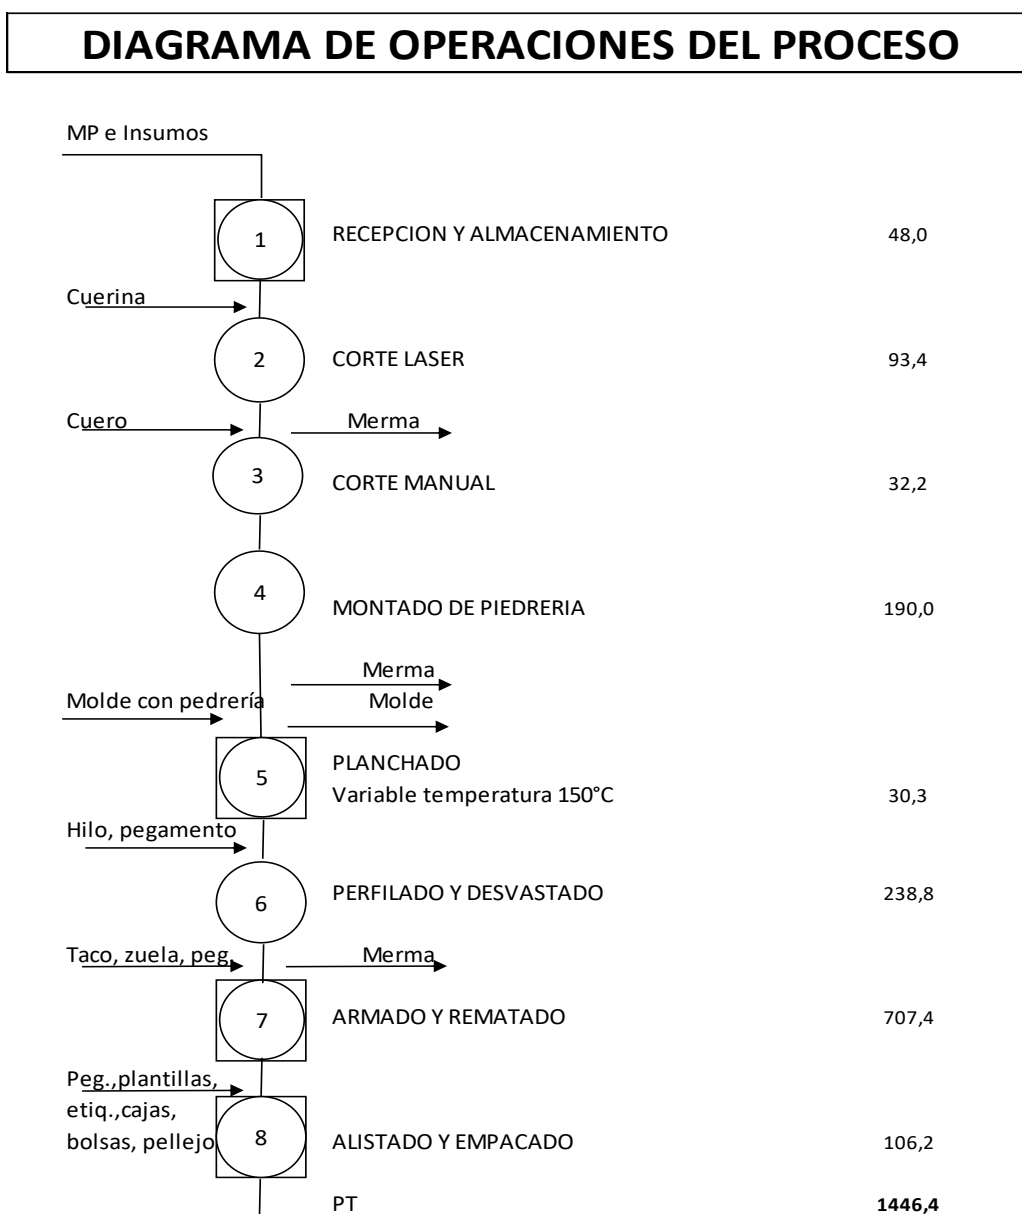 DIAGRAMA DE OPERACIONES DEL PROCESO
MP e Insumos
1 RECEPCION Y ALMACENAMIENTO 48,0
Cuerina
2 CORTE LASER 93,4
Cuero Merma
3 CORTE MANUAL 32,2
4 MONTADO DE PIEDRERIA 190,0
Merma
Molde con pedrería Molde
5 PLANCHADO
Variable temperatura 150°C 30,3
Hilo, pegamento
6 PERFILADO Y DESVASTADO 238,8
Taco, zuela, peg. Merma
7 ARMADO Y REMATADO 707,4
Peg.,plantillas,
etiq.,cajas,
bolsas, pellejo 8 ALISTADO Y EMPACADO 106,2
PT 1446,4